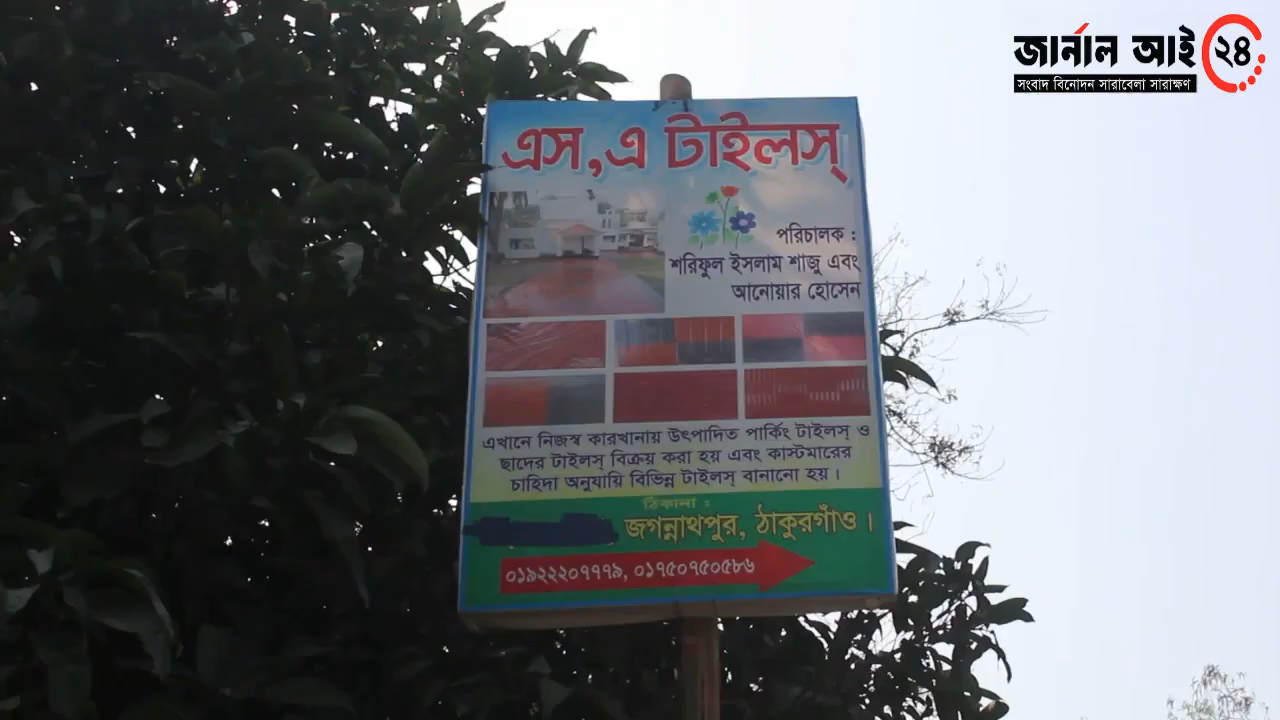 জার্নাল আই ২৪
সংবাদ বিনোদন সারাবেলা সারাক্ষণ
এস,এ টাইলস্
পরিচালক :
শরিফুল ইসলাম শাজু এবং
আনোয়ার হোসেন
এখানে নিজস্ব কারখানায় উৎপাদিত পার্কিং টাইলস্ ও
ছাদের টাইলস্ বিক্রয় করা হয় এবং কাস্টমারের
চাহিদা অনুযায়ি বিভিন্ন টাইলস্ বানানো হয়।
ঠিকানা :
জগন্নাথপুর, ঠাকুরগাঁও।
০১৯২২২০৭৭৭৯, ০১৭৫০৭৫০৫৮৬